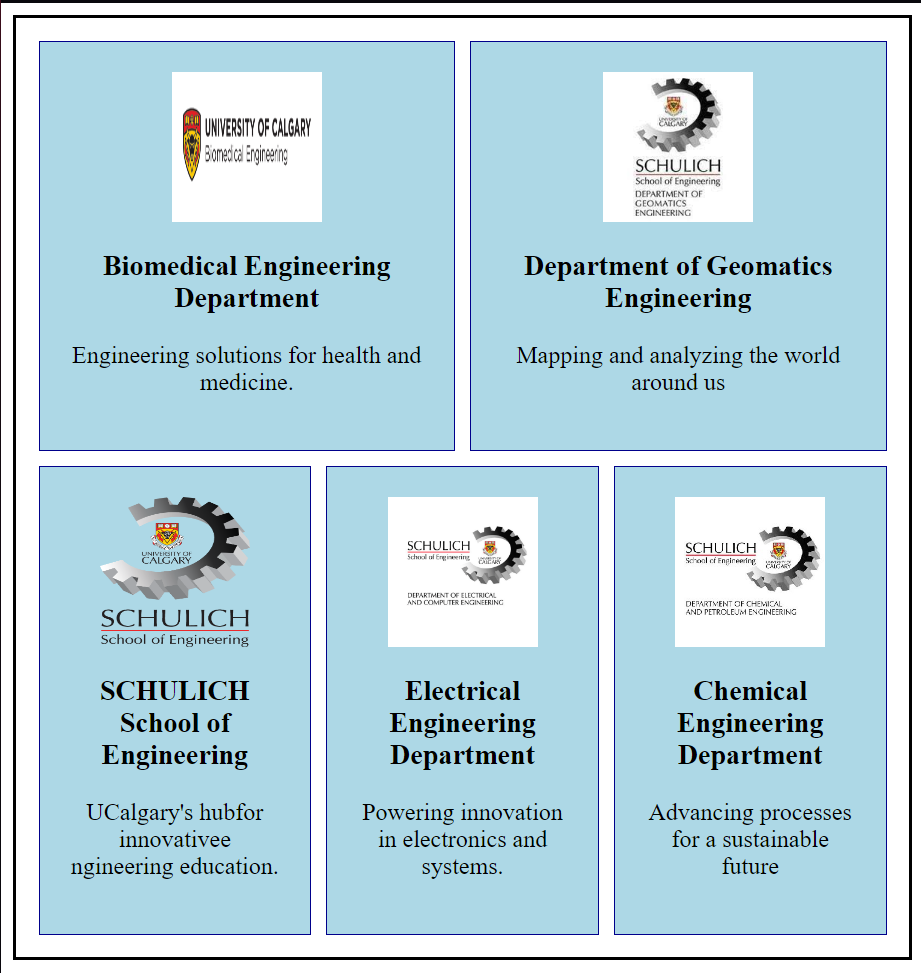 UNIVERSITY OF CALGARY
Biomedical Engineering
Biomedical Engineering
Department
Engineering solutions for health and
medicine.
UNIVERSITY OF
CALGARY
SCHULICH
School of Engineering
DEPARTMENT OF
GEOMATICS
ENGINEERING
Department of Geomatics
Engineering
Mapping and analyzing the world
around us
UNIVERSITY OF
CALGARY
SCHULICH
School of Engineering
SCHULICH
School of
Engineering
UCalgary's hubfor
innovativee
ngineering education.
SCHULICH
School of Engineering
UNIVERSITY OF
CALGARY
DEPARTMENT OF ELECTRICAL
AND COMPUTER ENGINEERING
Electrical
Engineering
Department
Powering innovation
in electronics and
systems.
SCHULICH
School of Engineering
UNIVERSITY OF
CALGARY
DEPARTMENT OF CHEMICAL
AND PETROLEUM ENGINEERING
Chemical
Engineering
Department
Advancing processes
for a sustainable
future